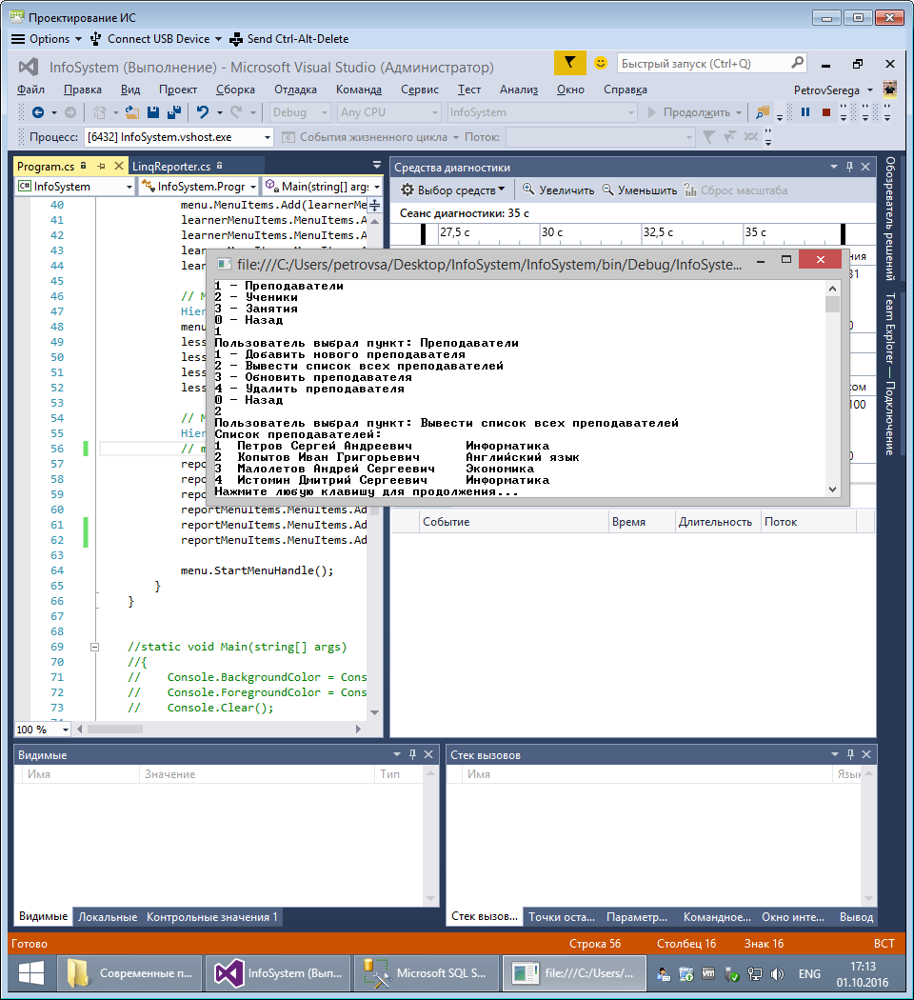 Проектирование ИС
Options Connect USB Device Send Ctrl-Alt-Delete
InfoSystem (Выполнение) - Microsoft Visual Studio (Администратор)
Быстрый запуск (Ctrl+Q)
Файл Правка Вид Проект Сборка Отладка Команда Сервис Тест Анализ Окно Справка PetrovSerega
Debug Any CPU InfoSystem Продолжить
Процесс: [6432] InfoSystem.vshost.exe События жизненного цикла Поток:
Program.cs LinqReporter.cs
InfoSystem InfoSystem.Progr Main(string[] args
40 menu.MenuItems.Add(learnerMe
41 learnerMenuItems.MenuItems.A
42 learnerMenuItems.MenuItems.A
43 learnerMenuItems.MenuItems.A
44 lear
45
46 // М
47 Hier
48 menu
49 less
50 less
51 less
52 less
53
54 // М
55 Hier
56 // m
57 repo
58 repo
59 repo
60 reportMenuItems.MenuItems.Ad
61 reportMenuItems.MenuItems.Ad
62 reportMenuItems.MenuItems.Ad
63
64 menu.StartMenuHandle();
65 }
66 }
67
68
69 //static void Main(string[] args)
70 //{
71 // Console.BackgroundColor = Cons
72 // Console.ForegroundColor = Cons
73 // Console.Clear();
100 %
Средства диагностики
Выбор средств Увеличить Уменьшить Сброс масштаба
Сеанс диагностики: 35 с
27,5 с 30 с 32,5 с 35 с
ния
31
0
сом
100
0
file:///C:/Users/petrovsa/Desktop/InfoSystem/InfoSystem/bin/Debug/InfoSyste...
1 - Преподаватели
2 - Ученики
3 - Занятия
0 - Назад
1
Пользователь выбрал пункт: Преподаватели
1 - Добавить нового преподавателя
2 - Вывести список всех преподавателей
3 - Обновить преподавателя
4 - Удалить преподавателя
0 - Назад
2
Пользователь выбрал пункт: Вывести список всех преподавателей
Список преподавателей:
1 Петров Сергей Андреевич Информатика
2 Копытов Иван Григорьевич Английский язык
3 Малолетов Андрей Сергеевич Экономика
4 Истомин Дмитрий Сергеевич Информатика
Нажмите любую клавишу для продолжения...
Событие Время Длительность Поток
Обозреватель решений
Team Explorer — Подключение
Видимые
Имя Значение Тип
Видимые Локальные Контрольные значения 1
Стек вызовов
Имя Язык
Стек вызов... Точки оста... Параметр... Командное... Окно инте... Вывод
Готово Строка 56 Столбец 16 Знак 16 ВСТ
Современные п... InfoSystem (Вып... Microsoft SQL S... file:///C:/Users/... ENG 17:13
01.10.2016